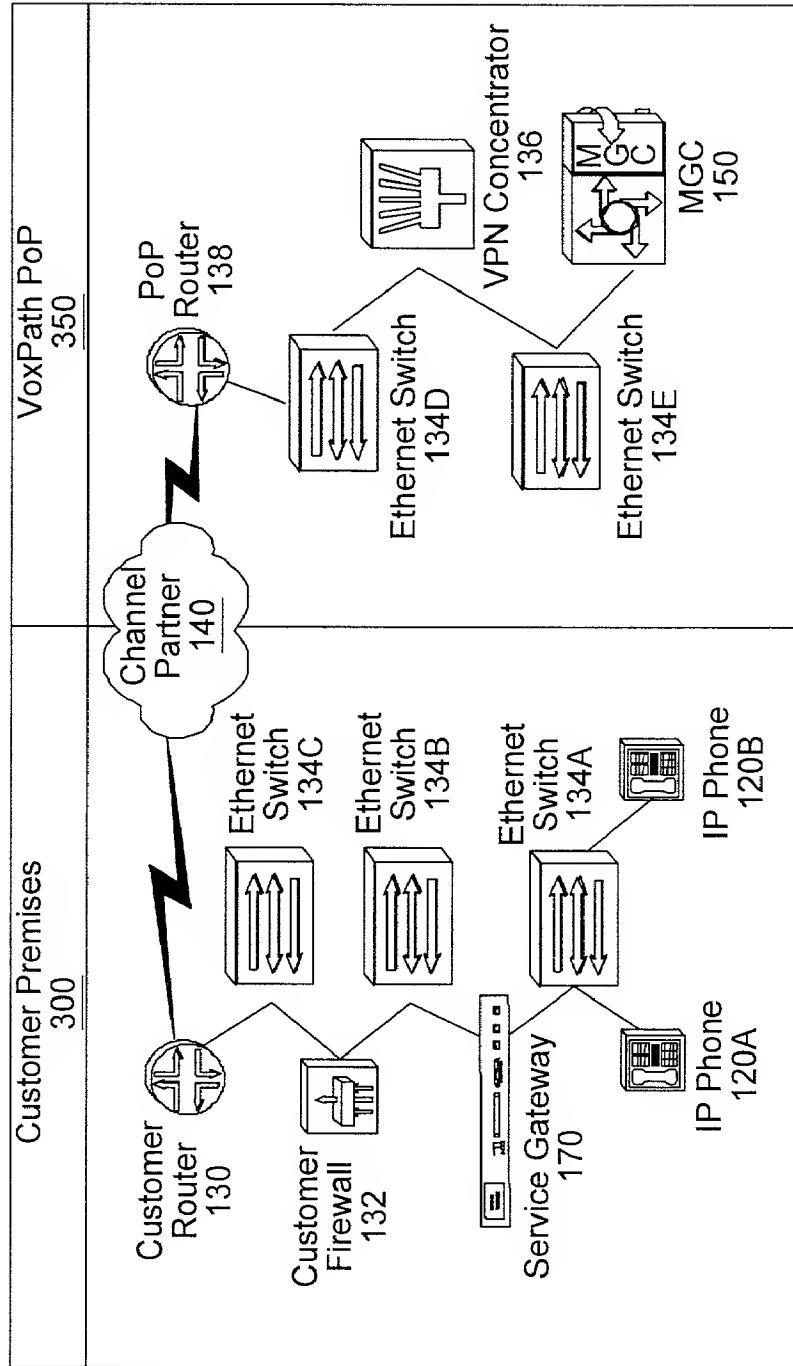 Customer Premises
300
VoxPath PoP
350
Customer
Router
130
Channel
Partner
140
PoP
Router
138
Ethernet
Switch
134C
Customer
Firewall
132
Ethernet
Switch
134B
Service Gateway
170
Ethernet
Switch
134A
IP Phone
120A
IP Phone
120B
Ethernet Switch
134D
VPN Concentrator
136
Ethernet Switch
134E
MGC
MGC
150